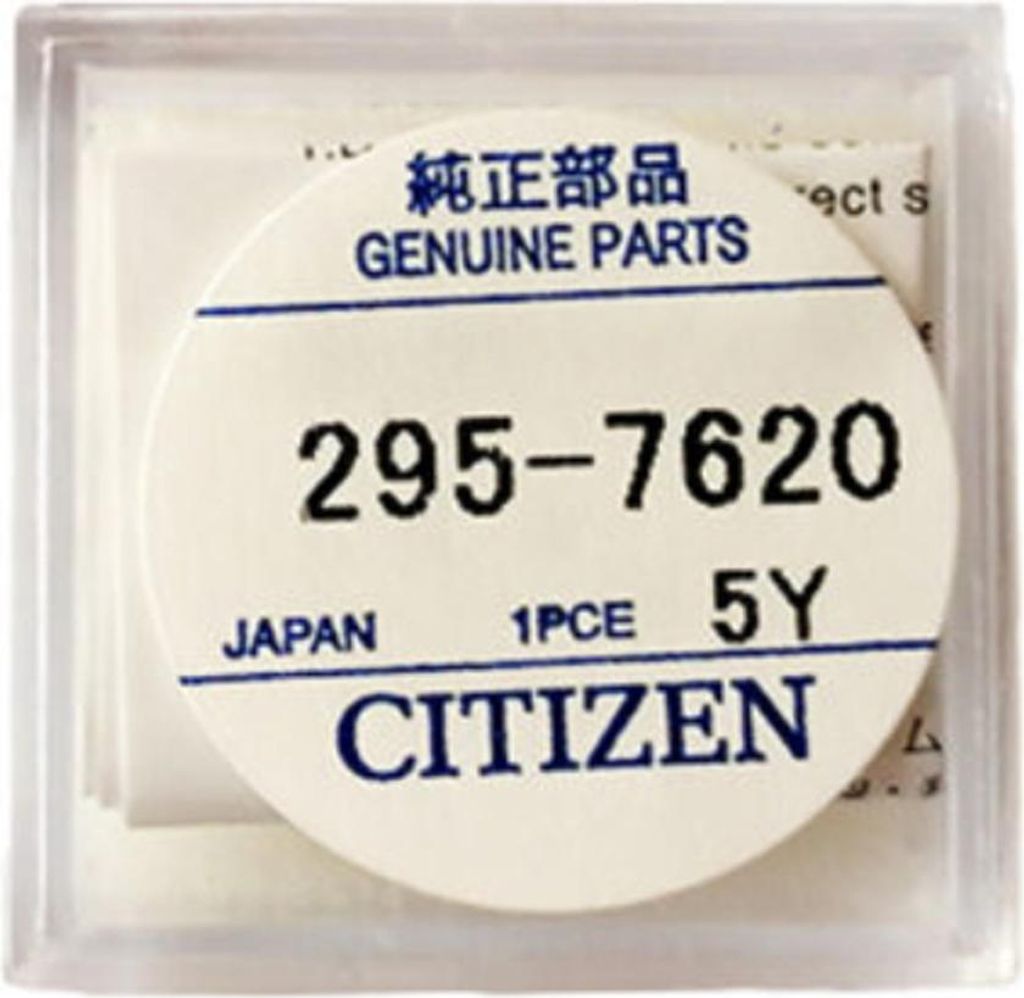 純正部品
GENUINE PARTS
295-7620
JAPAN 1PCE 5Y
CITIZEN